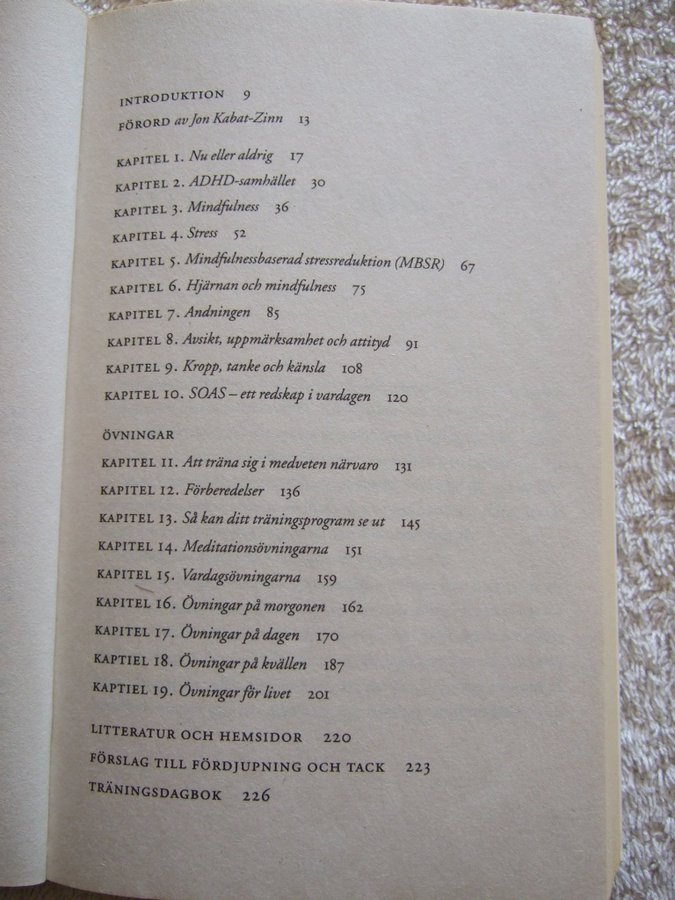 INTRODUKTION 9
FÖRORD av Jon Kabat-Zinn 13
KAPITEL 1. Nu eller aldrig 17
KAPITEL 2. ADHD-samhället 30
KAPITEL 3. Mindfulness 36
KAPITEL 4. Stress 52
KAPITEL 5. Mindfulnessbaserad stressreduktion (MBSR) 67
KAPITEL 6. Hjärnan och mindfulness 75
KAPITEL 7. Andningen 85
KAPITEL 8. Avsikt, uppmärksamhet och attityd 91
KAPITEL 9. Kropp, tanke och känsla 108
KAPITEL 10. SOAS – ett redskap i vardagen 120
ÖVNINGAR
KAPITEL 11. Att träna sig i medveten närvaro 131
KAPITEL 12. Förberedelser 136
KAPITEL 13. Så kan ditt träningsprogram se ut 145
KAPITEL 14. Meditationsövningarna 151
KAPITEL 15. Vardagsövningarna 159
KAPITEL 16. Övningar på morgonen 162
KAPITEL 17. Övningar på dagen 170
KAPTIEL 18. Övningar på kvällen 187
KAPTIEL 19. Övningar för livet 201
LITTERATUR OCH HEMSIDOR 220
FÖRSLAG TILL FÖRDJUPNING OCH TACK 223
TRÄNINGSDAGBOK 226